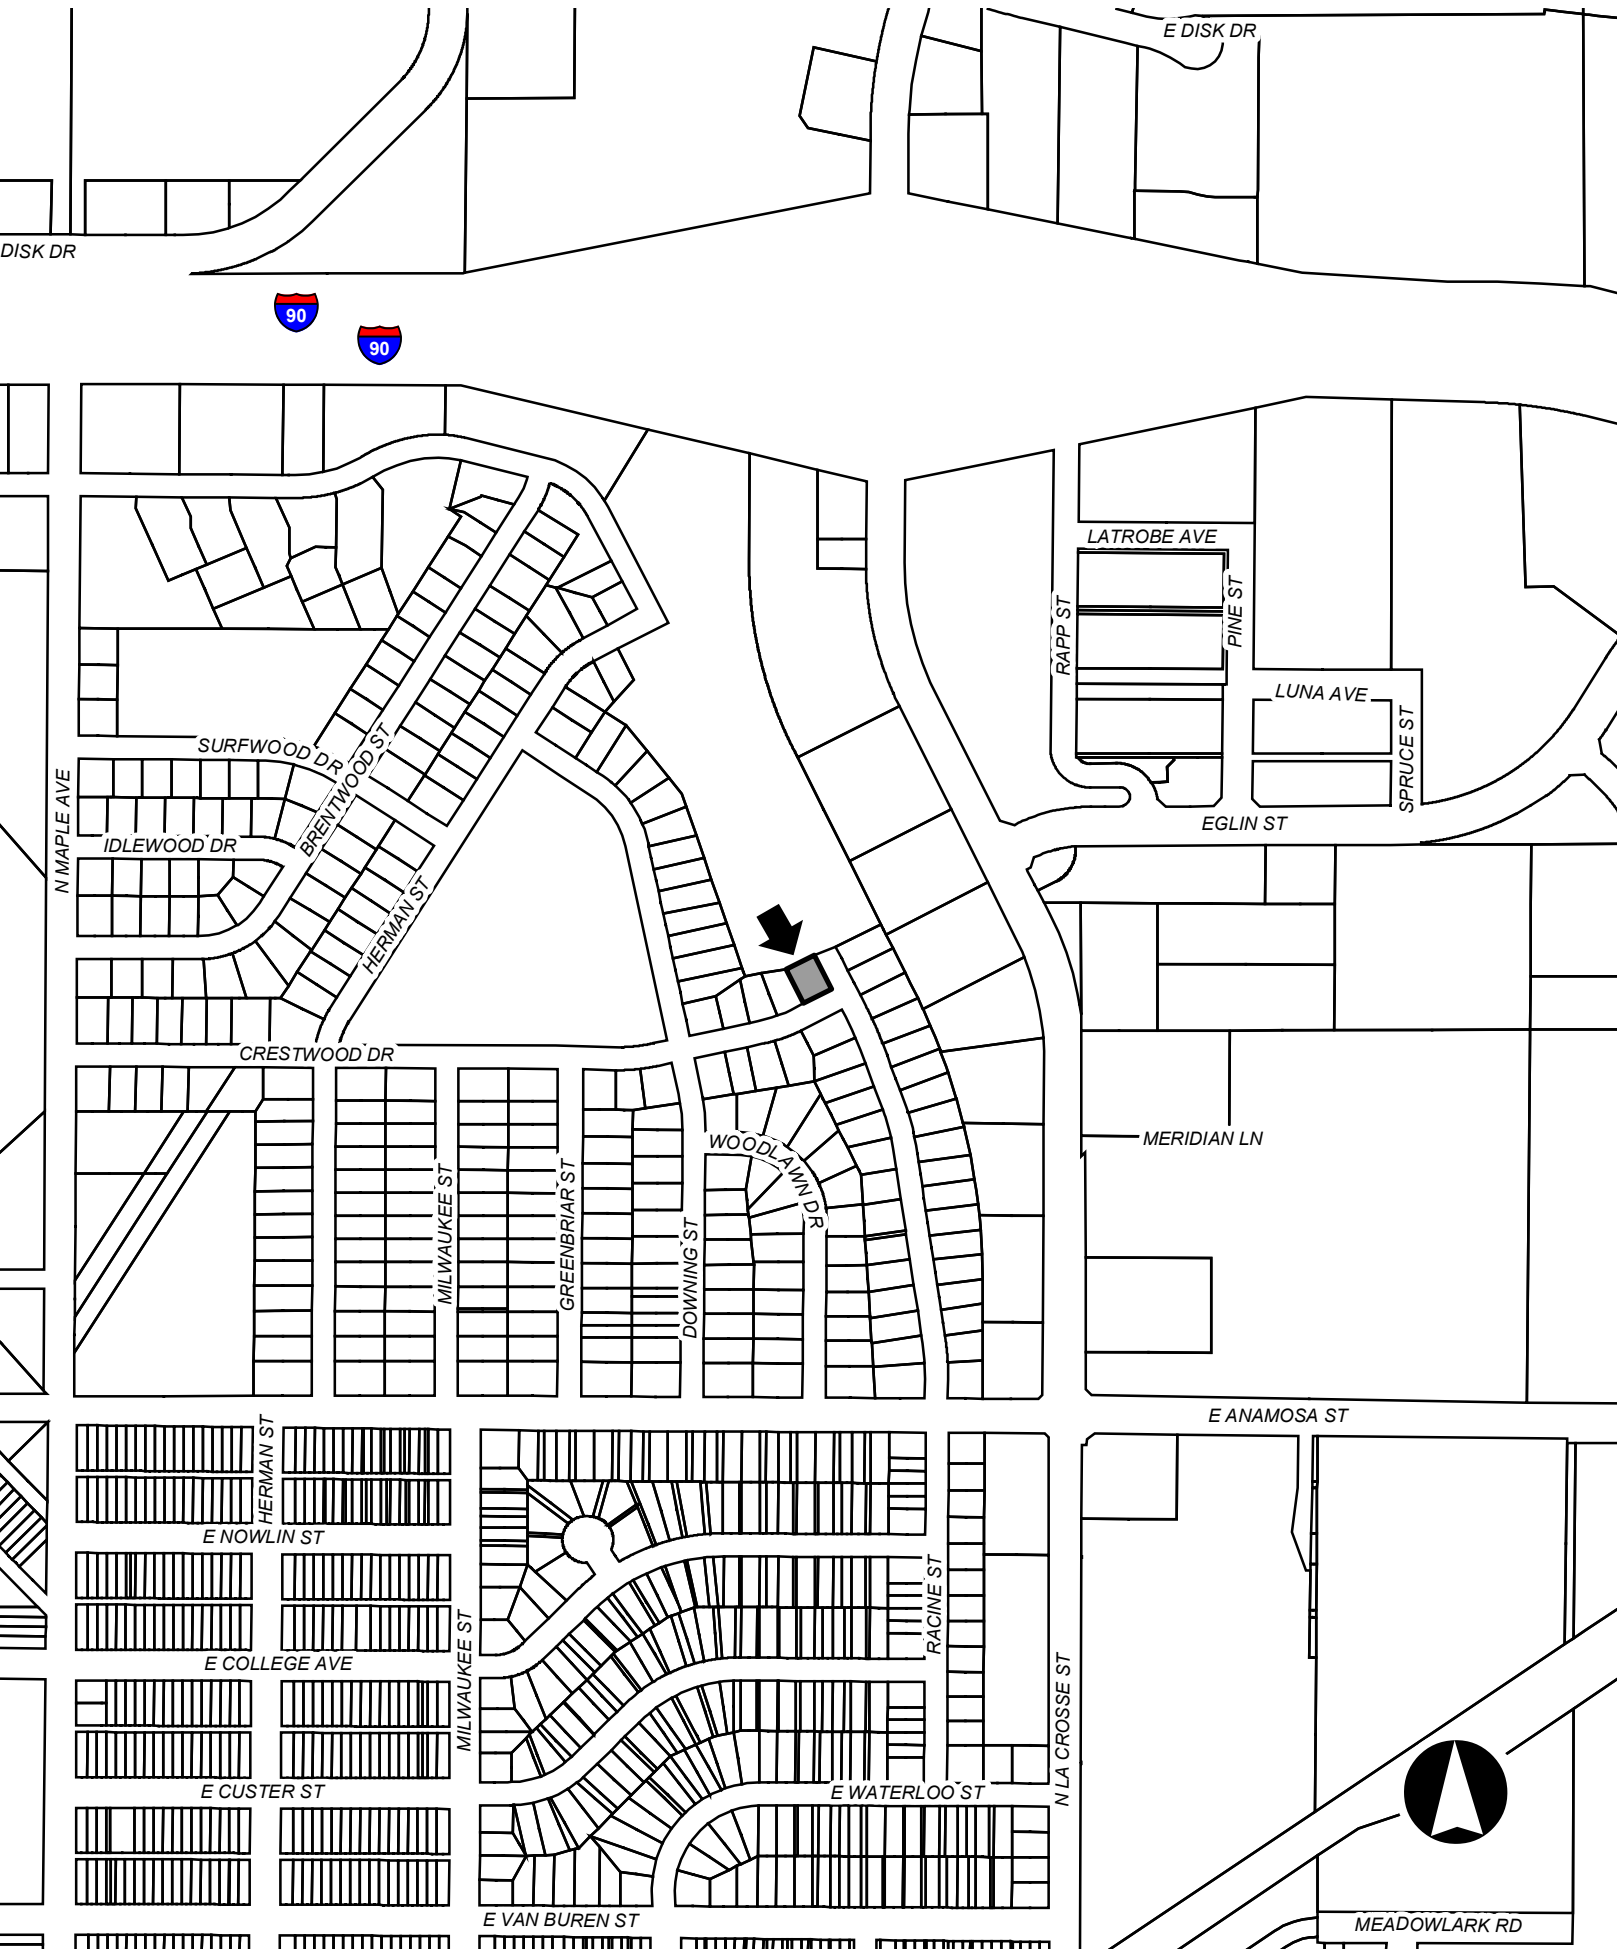 E DISK DR
DISK DR
90
90
LATROBE AVE
PINE ST
RAPP ST
LUNA AVE
SPRUCE ST
SURFWOOD DR
BRENTWOOD ST
N MAPLE AVE
EGLIN ST
IDLEWOOD DR
HERMAN ST
CRESTWOOD DR
MERIDIAN LN
WOODLAWN DR
MILWAUKEE ST
GREENBRIAR ST
DOWNING ST
E ANAMOSA ST
HERMAN ST
E NOWLIN ST
RACINE ST
MILWAUKEE ST
E COLLEGE AVE
N LA CROSSE ST
E CUSTER ST
E WATERLOO ST
E VAN BUREN ST
MEADOWLARK RD